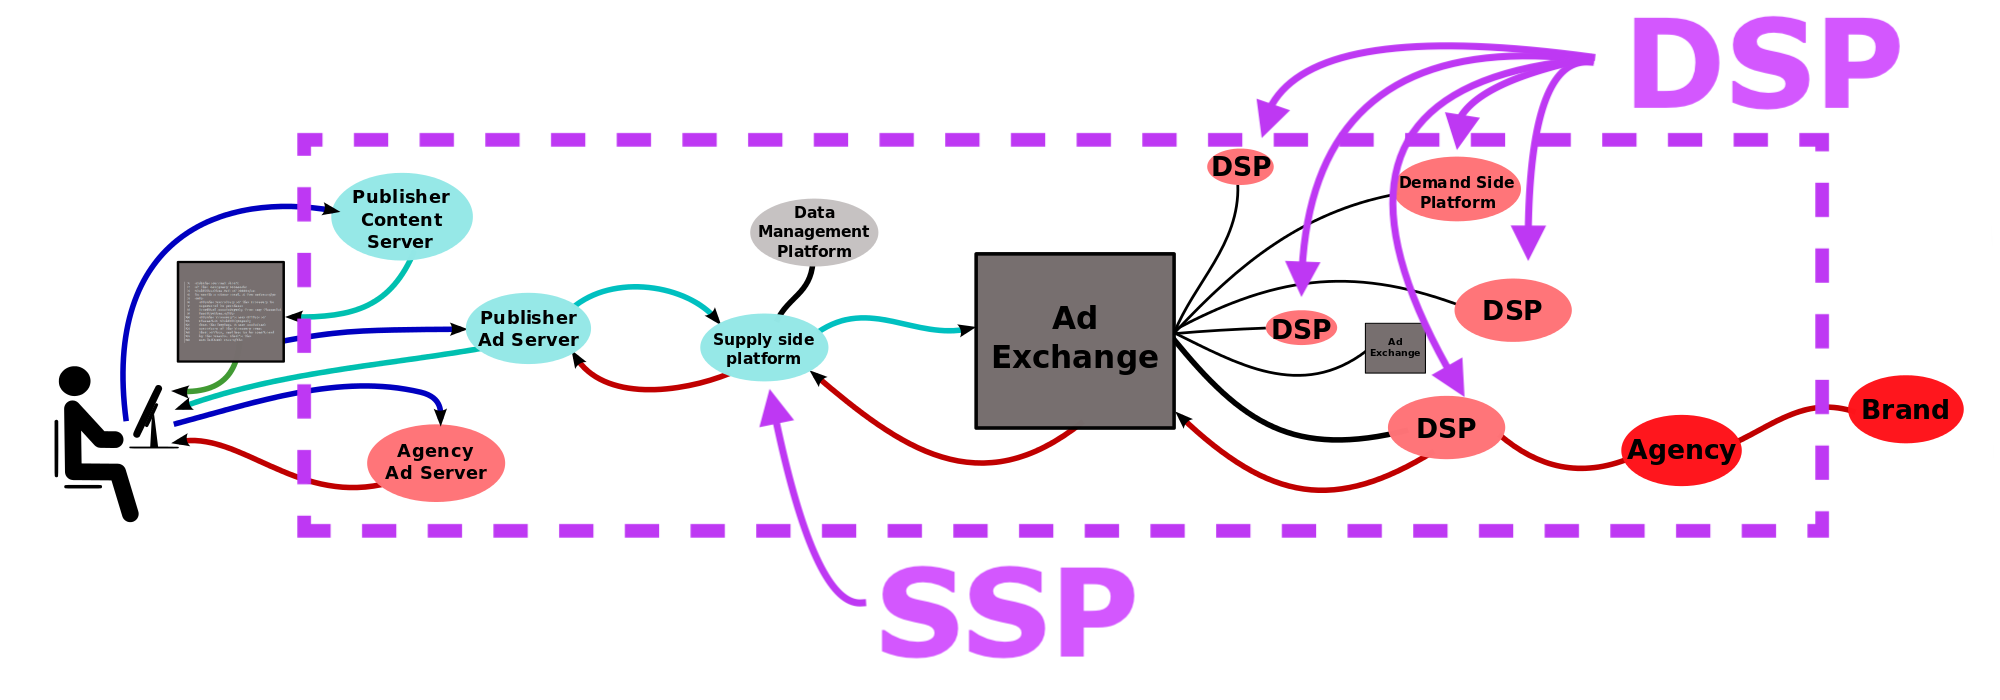 DSP
DSP
Demand Side
Platform
Publisher
Content
Server
Data
Management
Platform
Publisher
Ad Server
Supply side
platform
Ad
Exchange
DSP
DSP
Ad
Exchange
DSP
Brand
Agency
Agency
Ad Server
SSP